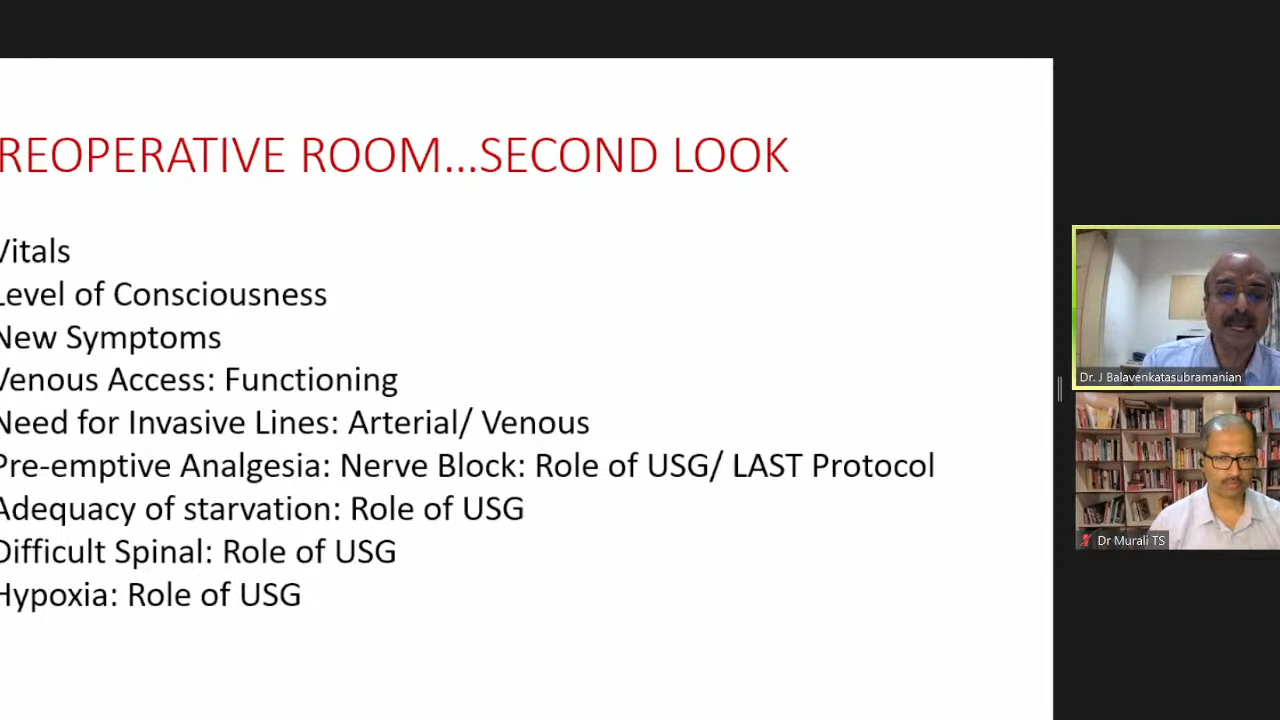 REOPERATIVE ROOM...SECOND LOOK
Vitals
Level of Consciousness
New Symptoms
Venous Access: Functioning
Need for Invasive Lines: Arterial/ Venous
Pre-emptive Analgesia: Nerve Block: Role of USG/ LAST Protocol
Adequacy of starvation: Role of USG
Difficult Spinal: Role of USG
Hypoxia: Role of USG
Dr. J Balavenkatasubramanian
Dr Murali TS